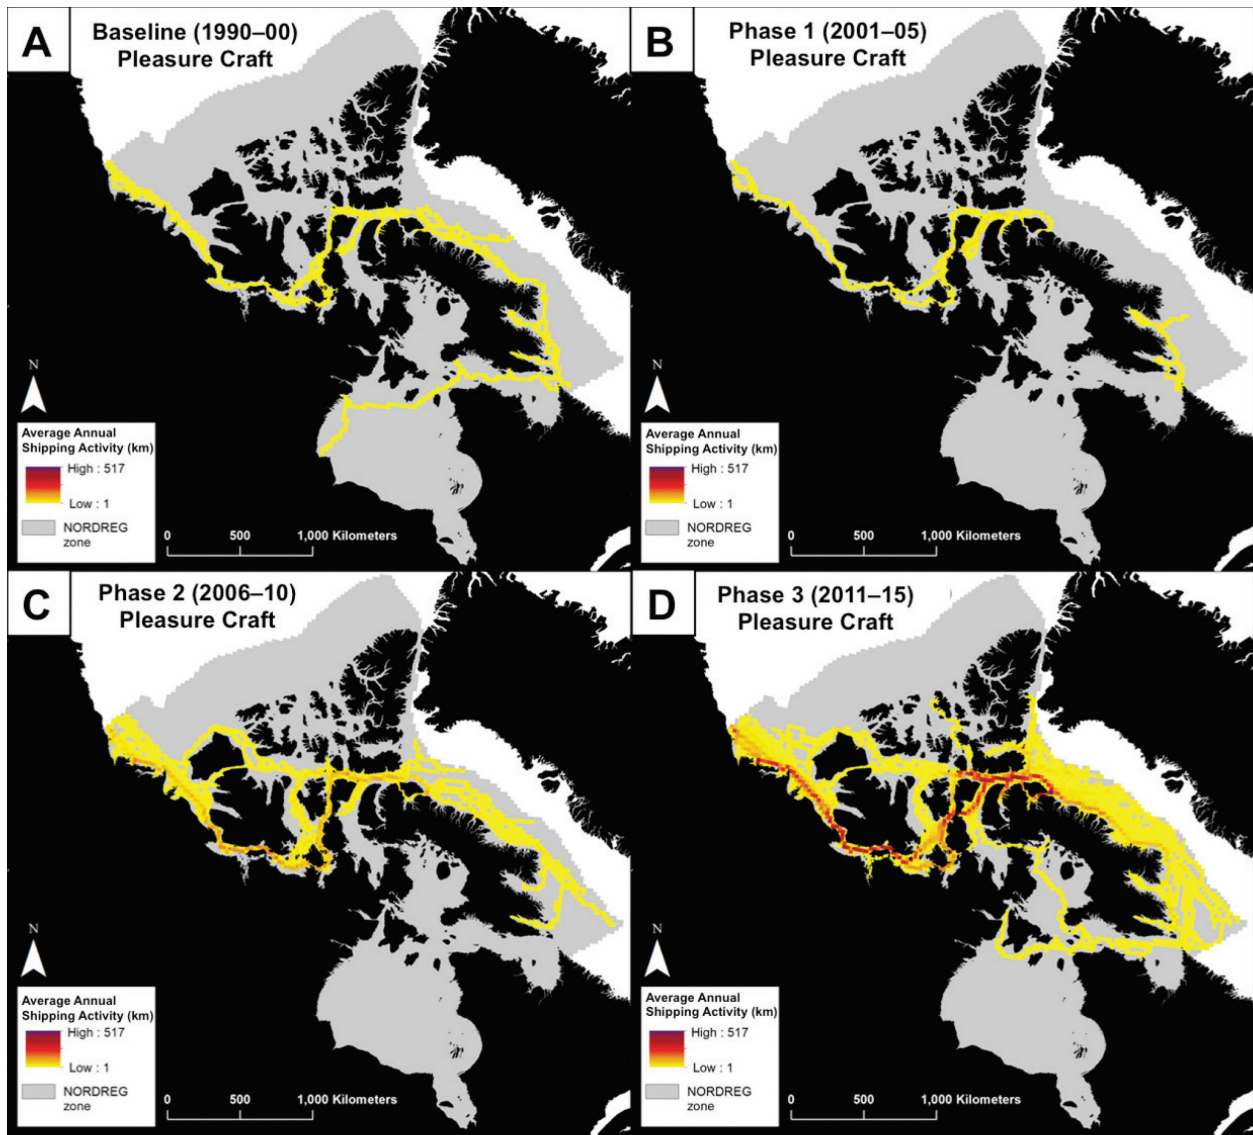 A
Baseline (1990–00)
Pleasure Craft
N
Average Annual
Shipping Activity (km)
High : 517
Low : 1
NORDREG
zone
0 500 1,000 Kilometers
B
Phase 1 (2001–05)
Pleasure Craft
N
Average Annual
Shipping Activity (km)
High : 517
Low : 1
NORDREG
zone
0 500 1,000 Kilometers
C
Phase 2 (2006–10)
Pleasure Craft
N
Average Annual
Shipping Activity (km)
High : 517
Low : 1
NORDREG
zone
0 500 1,000 Kilometers
D
Phase 3 (2011–15)
Pleasure Craft
N
Average Annual
Shipping Activity (km)
High : 517
Low : 1
NORDREG
zone
0 500 1,000 Kilometers